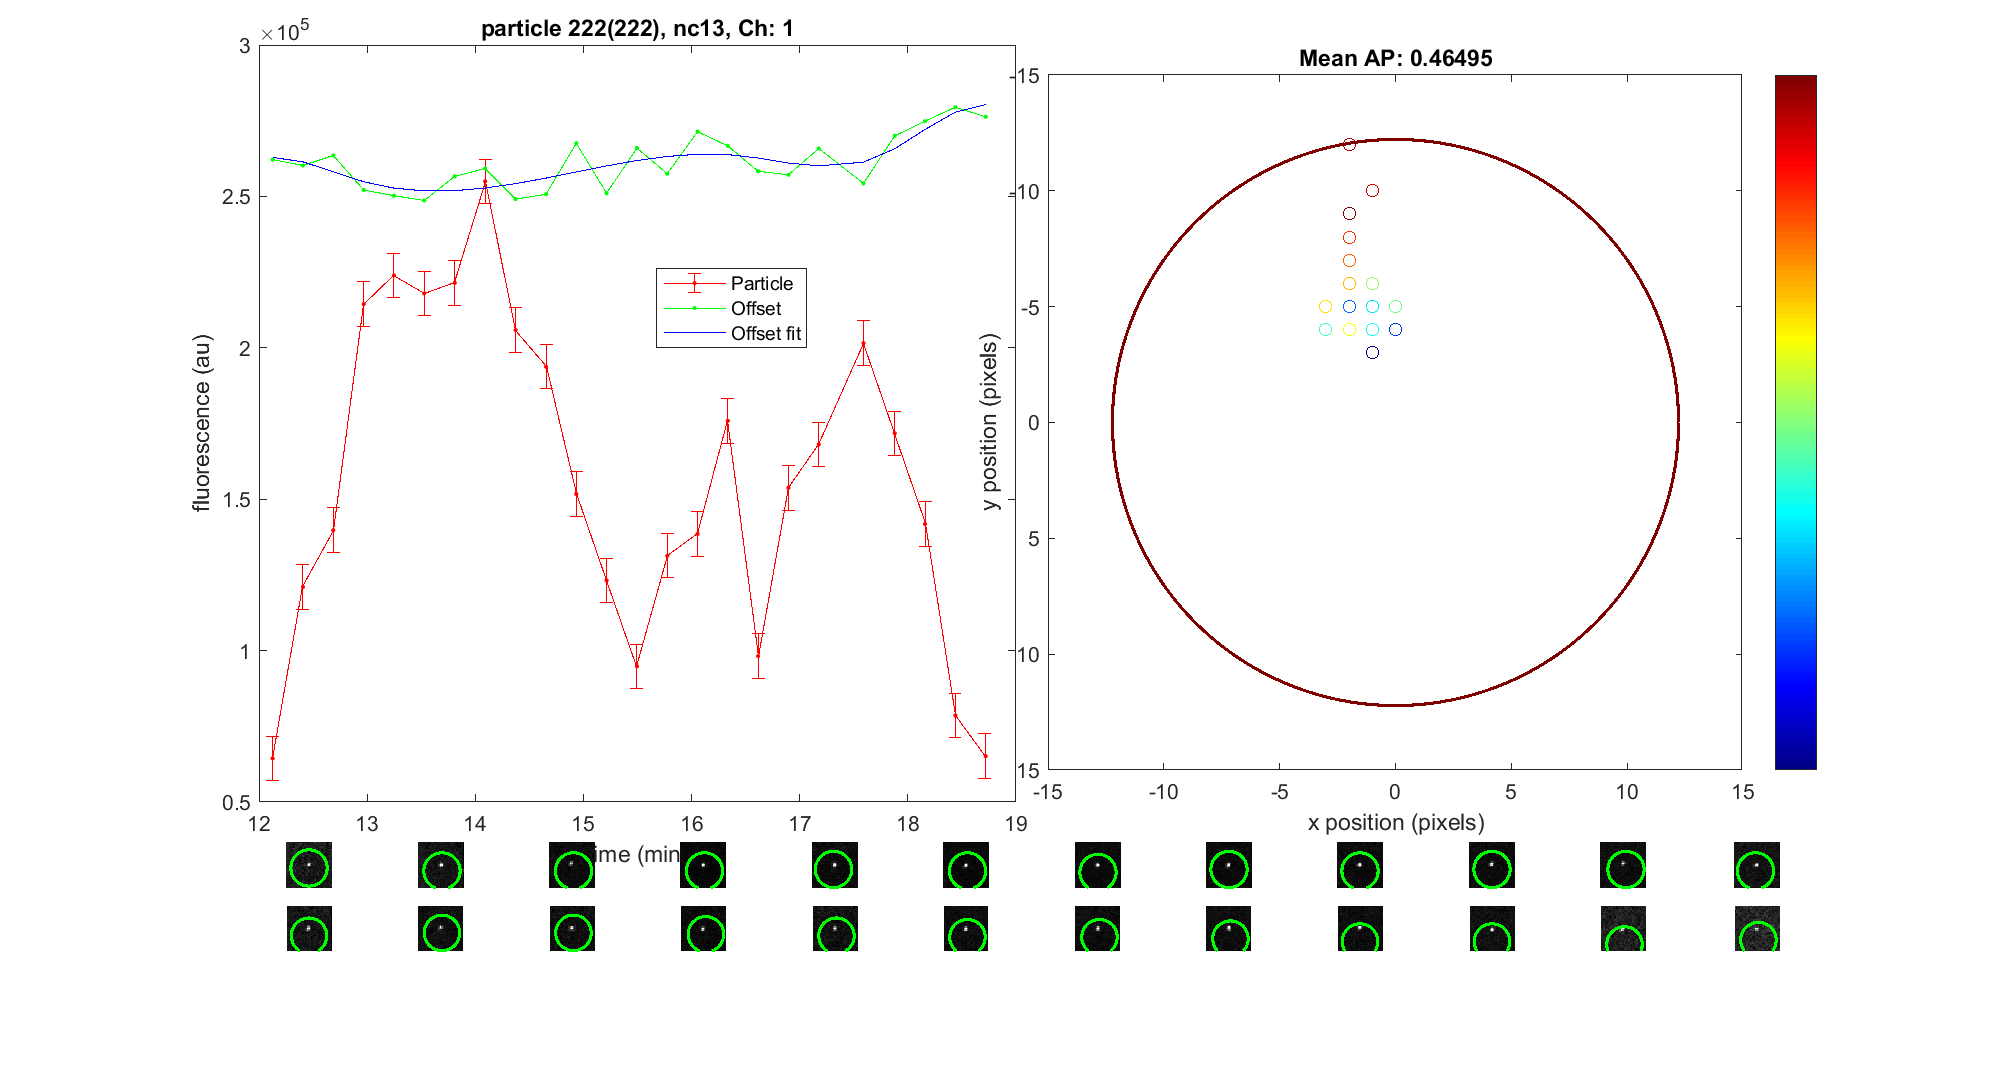 particle 222(222), nc13, Ch: 1
×10^5
3
2.5
2
1.5
1
0.5
fluorescence (au)
12 13 14 15 16 17 18 19
ime (min
Particle
Offset
Offset fit
Mean AP: 0.46495
-15
-10
-5
0
5
10
15
y position (pixels)
-15 -10 -5 0 5 10 15
x position (pixels)